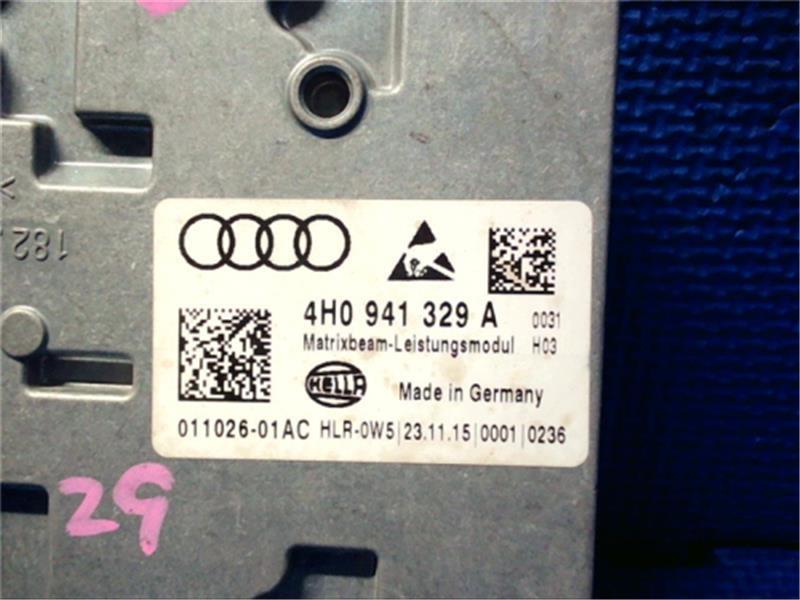 182
4H0 941 329 A 0031
Matrixbeam-Leistungsmodul H03
HELLA Made in Germany
011026-01AC HLR-0W5|23.11.15|0001|0236
29